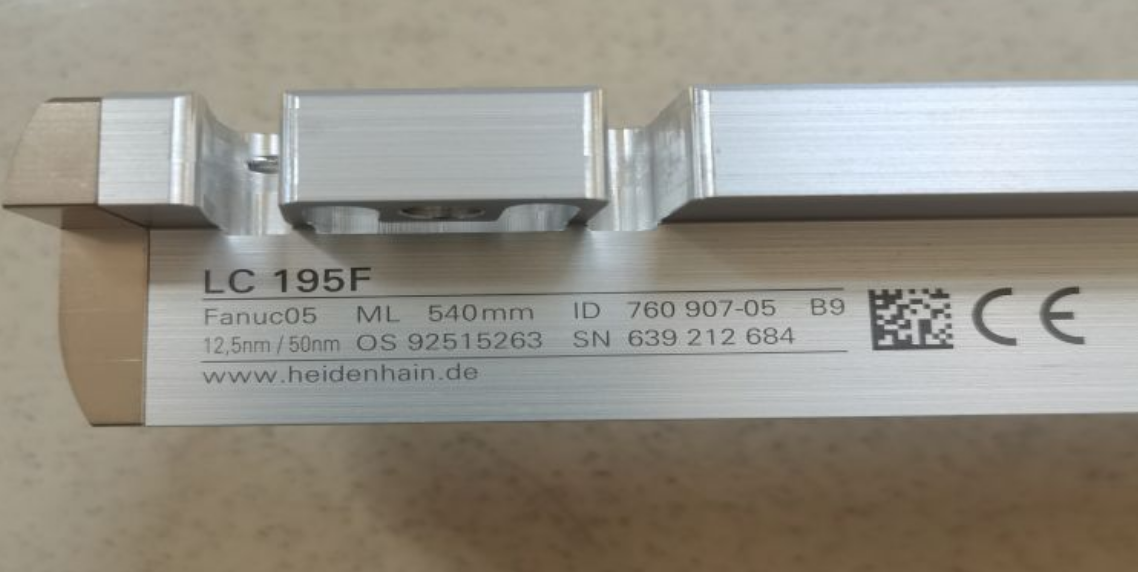 LC 195F
Fanuc05 ML 540mm ID 760 907-05 B9
12,5nm / 50nm OS 92515263 SN 639 212 684
www.heidenhain.de
CE